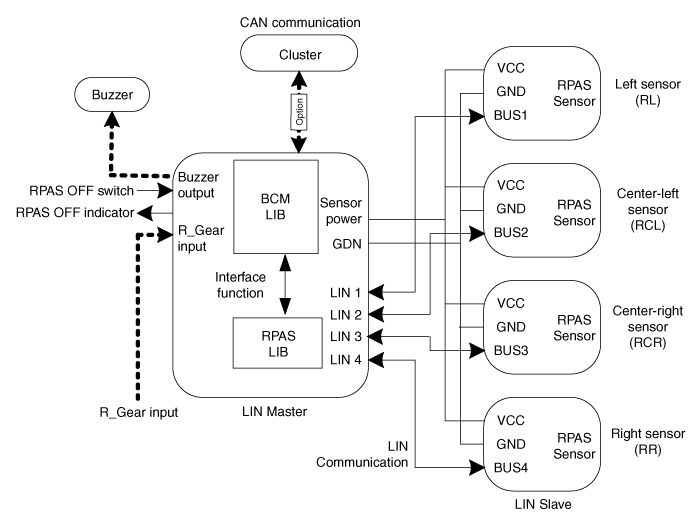 CAN communication
Cluster
Option
Buzzer
Buzzer
output
RPAS OFF switch
RPAS OFF indicator
R_Gear
input
R_Gear input
BCM
LIB
Sensor
power
GDN
Interface
function
RPAS
LIB
LIN 1
LIN 2
LIN 3
LIN 4
LIN Master
LIN
Communication
VCC
GND
BUS1
RPAS
Sensor
Left sensor
(RL)
VCC
GND
BUS2
RPAS
Sensor
Center-left
sensor
(RCL)
VCC
GND
BUS3
RPAS
Sensor
Center-right
sensor
(RCR)
VCC
GND
BUS4
RPAS
Sensor
Right sensor
(RR)
LIN Slave